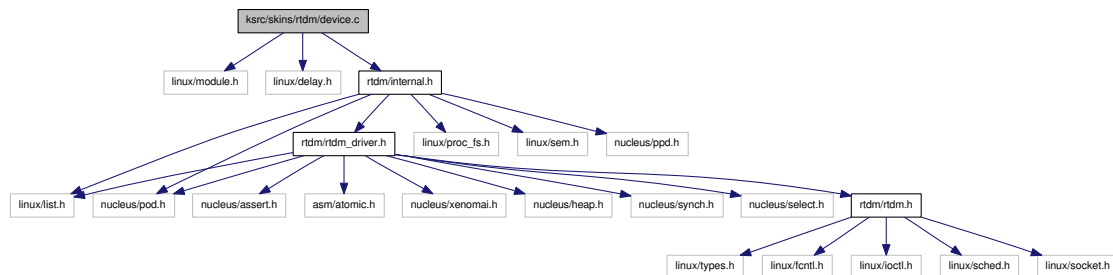 ksrc/skins/rtdm/device.c
linux/module.h
linux/delay.h
rtdm/internal.h
rtdm/rtdm_driver.h
linux/proc_fs.h
linux/sem.h
nucleus/ppd.h
linux/list.h
nucleus/pod.h
nucleus/assert.h
asm/atomic.h
nucleus/xenomai.h
nucleus/heap.h
nucleus/synch.h
nucleus/select.h
rtdm/rtdm.h
linux/types.h
linux/fcntl.h
linux/ioctl.h
linux/sched.h
linux/socket.h